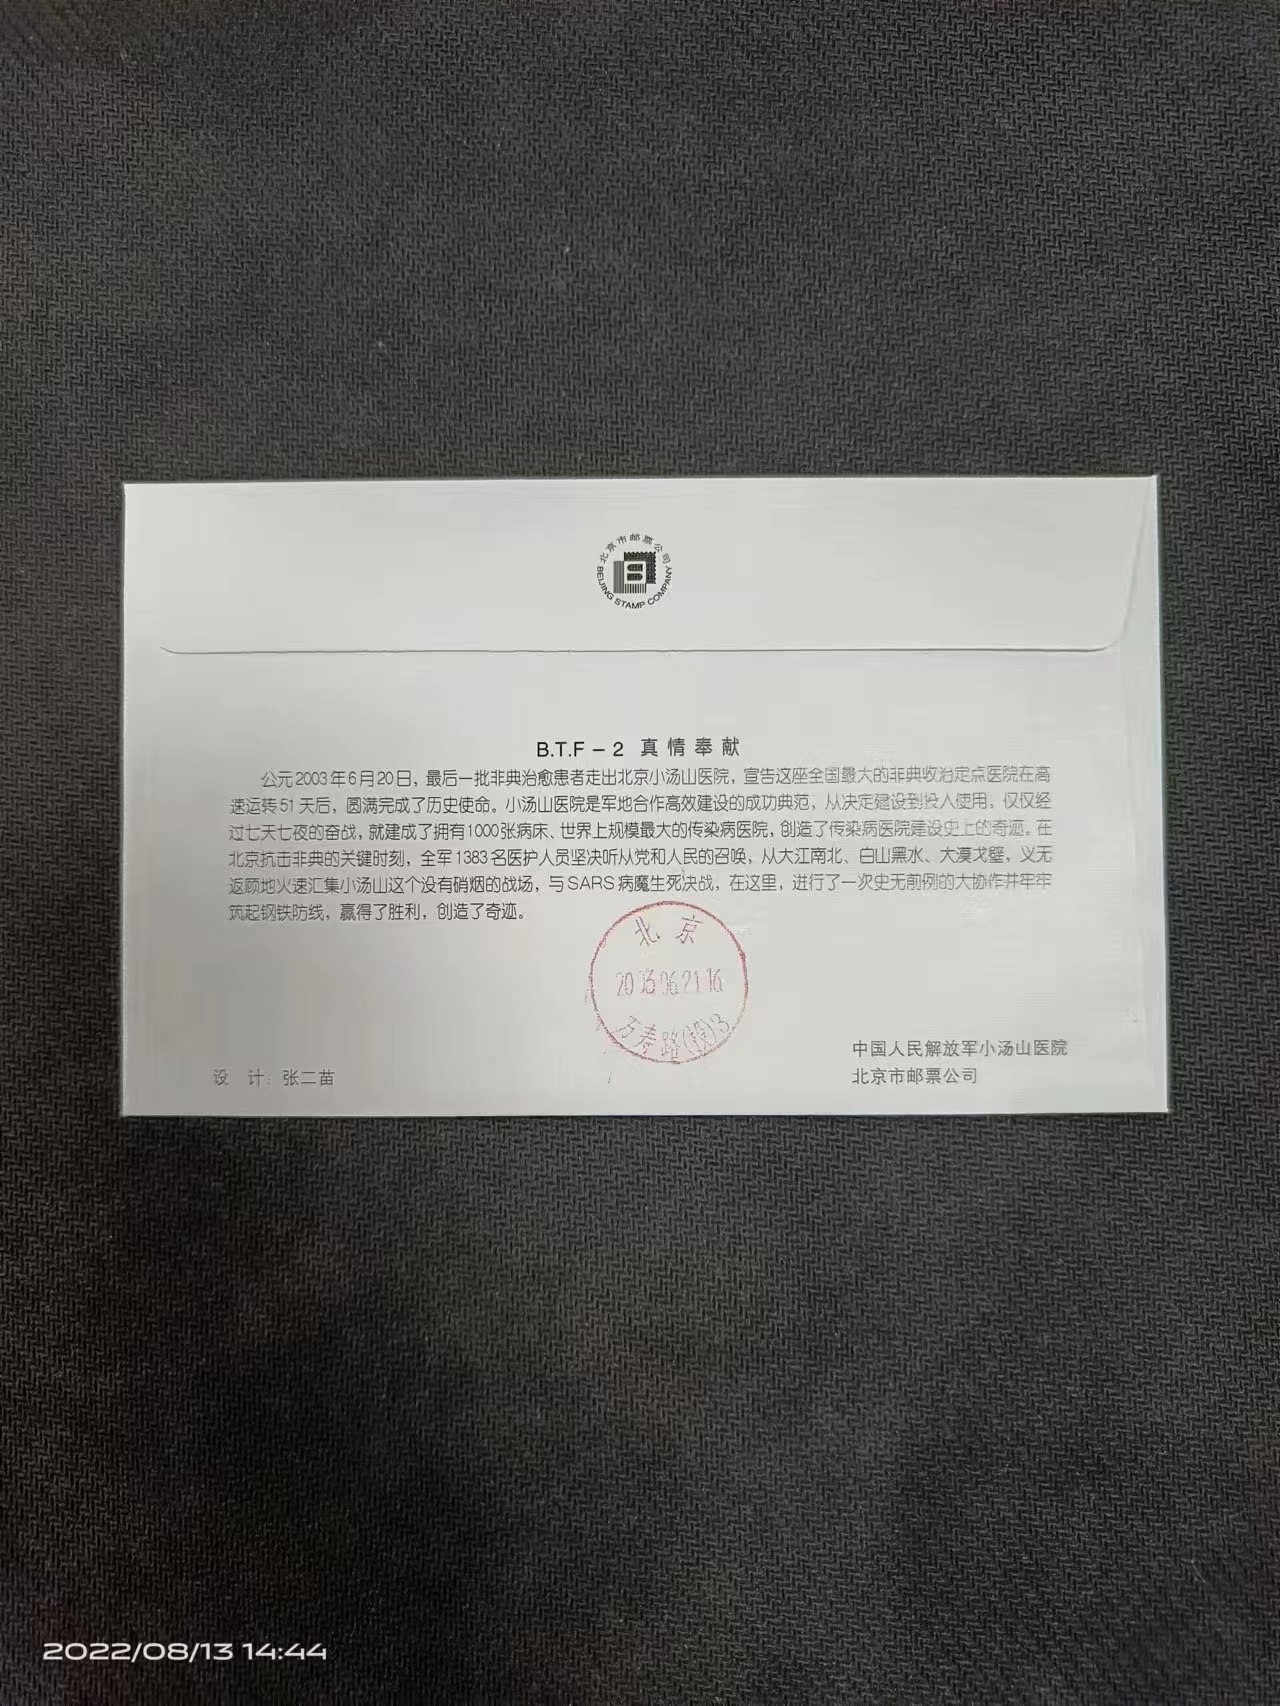 北京市邮票公司
BEIJING STAMP COMPANY
B.T.F－2 真情奉献
公元2003年6月20日，最后一批非典治愈患者走出北京小汤山医院，宣告这座全国最大的非典收治定点医院在高
速运转51天后，圆满完成了历史使命。小汤山医院是军地合作高效建设的成功典范，从决定建设到投入使用，仅仅经
过七天七夜的奋战，就建成了拥有1000张病床、世界上规模最大的传染病医院，创造了传染病医院建设史上的奇迹。在
北京抗击非典的关键时刻，全军1383名医护人员坚决听从党和人民的召唤，从大江南北、白山黑水、大漠戈壁，义无
返顾地火速汇集小汤山这个没有硝烟的战场，与SARS病魔生死决战，在这里，进行了一次史无前例的大协作并牢牢
筑起钢铁防线，赢得了胜利，创造了奇迹。
北京
2003.06.21.16
万寿路(投)3
中国人民解放军小汤山医院
设 计：张二苗
北京市邮票公司
2022/08/13 14:44